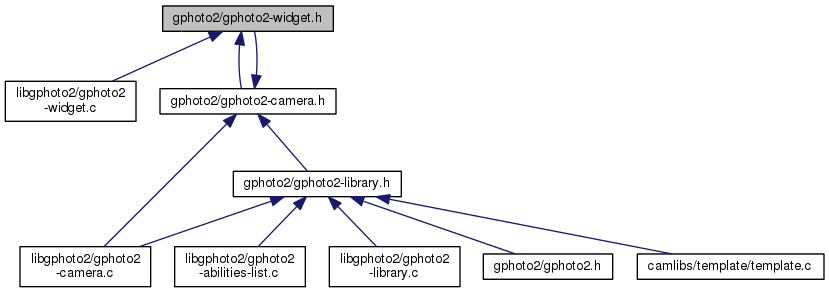 gphoto2/gphoto2-widget.h
libgphoto2/gphoto2
-widget.c
gphoto2/gphoto2-camera.h
gphoto2/gphoto2-library.h
libgphoto2/gphoto2
-camera.c
libgphoto2/gphoto2
-abilities-list.c
libgphoto2/gphoto2
-library.c
gphoto2/gphoto2.h
camlibs/template/template.c